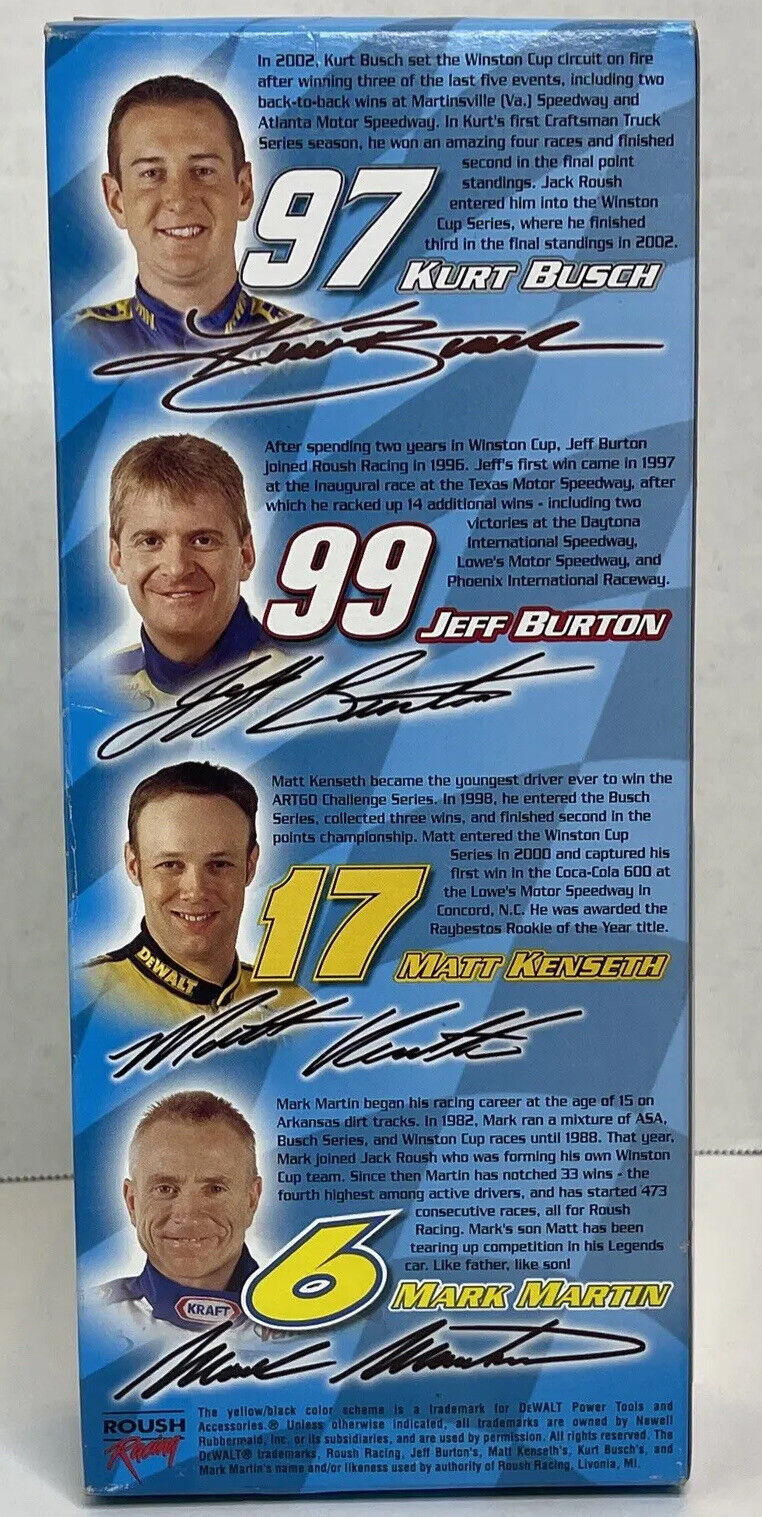 In 2002, Kurt Busch set the Winston Cup circuit on fire
after winning three of the last five events, including two
back-to-back wins at Martinsville (Va.) Speedway and
Atlanta Motor Speedway. In Kurt's first Craftsman Truck
Series season, he won an amazing four races and finished
second in the final point
standings. Jack Roush
entered him into the Winston
Cup Series, where he finished
third in the final standings in 2002.
97
KURT BUSCH
Kurt Busch
After spending two years in Winston Cup, Jeff Burton
joined Roush Racing in 1996. Jeff's first win came in 1997
at the inaugural race at the Texas Motor Speedway, after
which he racked up 14 additional wins - including two
victories at the Daytona
International Speedway,
Lowe's Motor Speedway, and
Phoenix International Raceway.
99
JEFF BURTON
Jeff Burton
Matt Kenseth became the youngest driver ever to win the
ARTGO Challenge Series. In 1998, he entered the Busch
Series, collected three wins, and finished second in the
points championship. Matt entered the Winston Cup
Series in 2000 and captured his
first win in the Coca-Cola 600 at
the Lowe's Motor Speedway in
Concord, N.C. He was awarded the
Raybestos Rookie of the Year title.
17
DEWALT
MATT KENSETH
Matt Kenseth
Mark Martin began his racing career at the age of 15 on
Arkansas dirt tracks. In 1982, Mark ran a mixture of ASA,
Busch Series, and Winston Cup races until 1988. That year,
Mark joined Jack Roush who was forming his own Winston
Cup team. Since then Martin has notched 33 wins - the
fourth highest among active drivers, and has started 473
consecutive races, all for Roush
Racing. Mark's son Matt has been
tearing up competition in his Legends
car. Like father, like son!
6
KRAFT
MARK MARTIN
Mark Martin
ROUSH
Racing
The yellow/black color scheme is a trademark for DeWALT Power Tools and
Accessories.® Unless otherwise indicated, all trademarks are owned by Newell
Rubbermaid, Inc. or its subsidiaries, and are used by permission. All rights reserved. The
DeWALT® trademarks, Roush Racing, Jeff Burton's, Matt Kenseth's, Kurt Busch's, and
Mark Martin's name and/or likeness used by authority of Roush Racing, Livonia, MI.